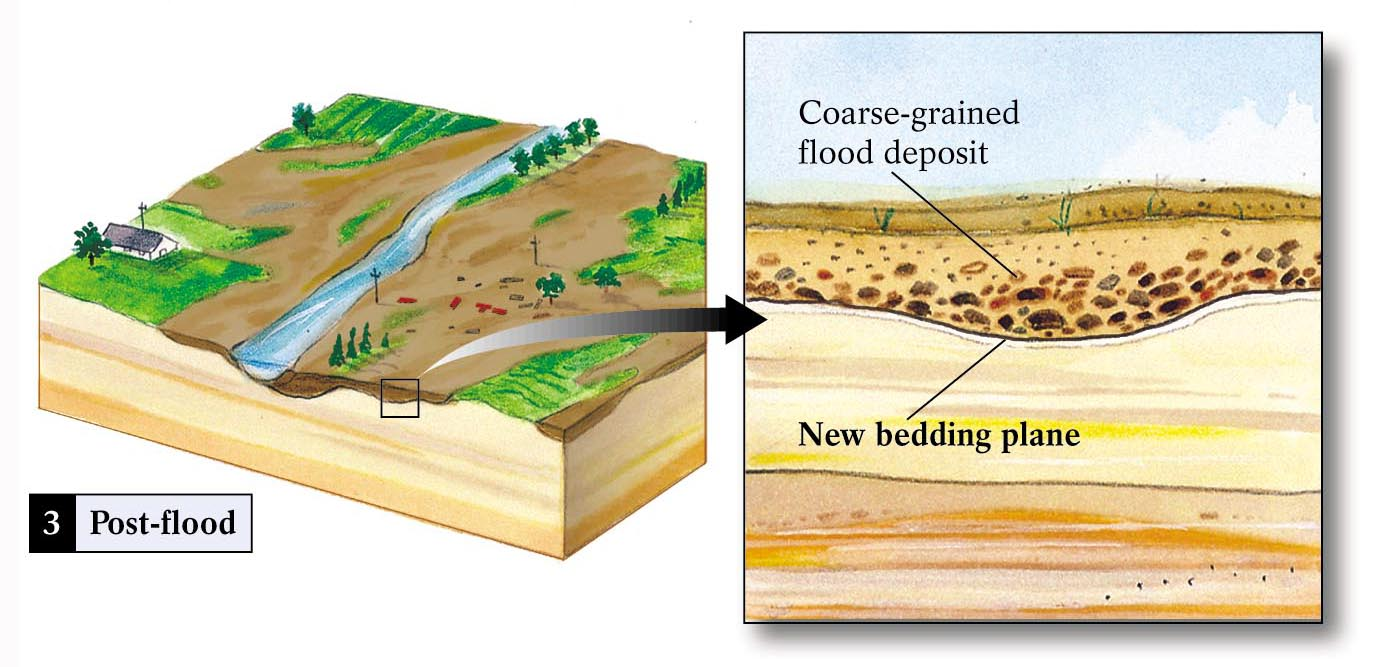 Coarse-grained
flood deposit
New bedding plane
3 Post-flood